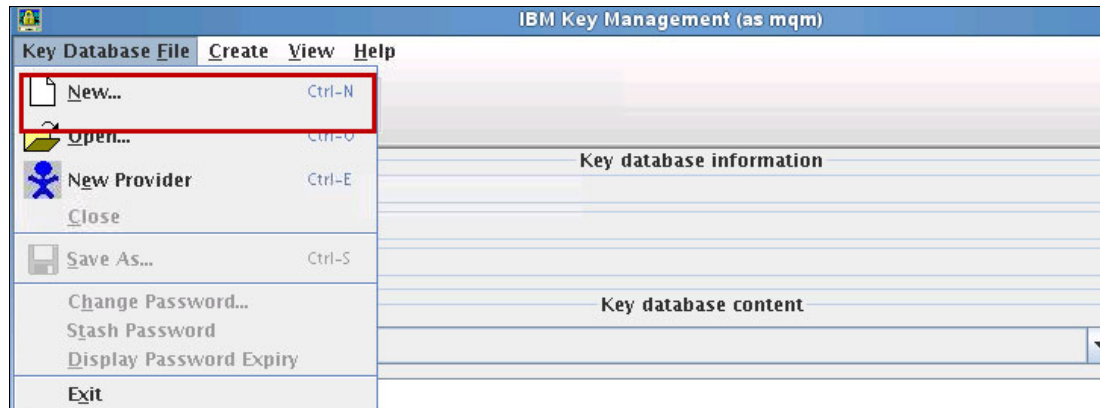 IBM Key Management (as mqm)
Key Database File Create View Help
New... Ctrl-N
Open... Ctrl-O
New Provider Ctrl-E
Close
Save As... Ctrl-S
Change Password...
Stash Password
Display Password Expiry
Exit
Key database information
Key database content